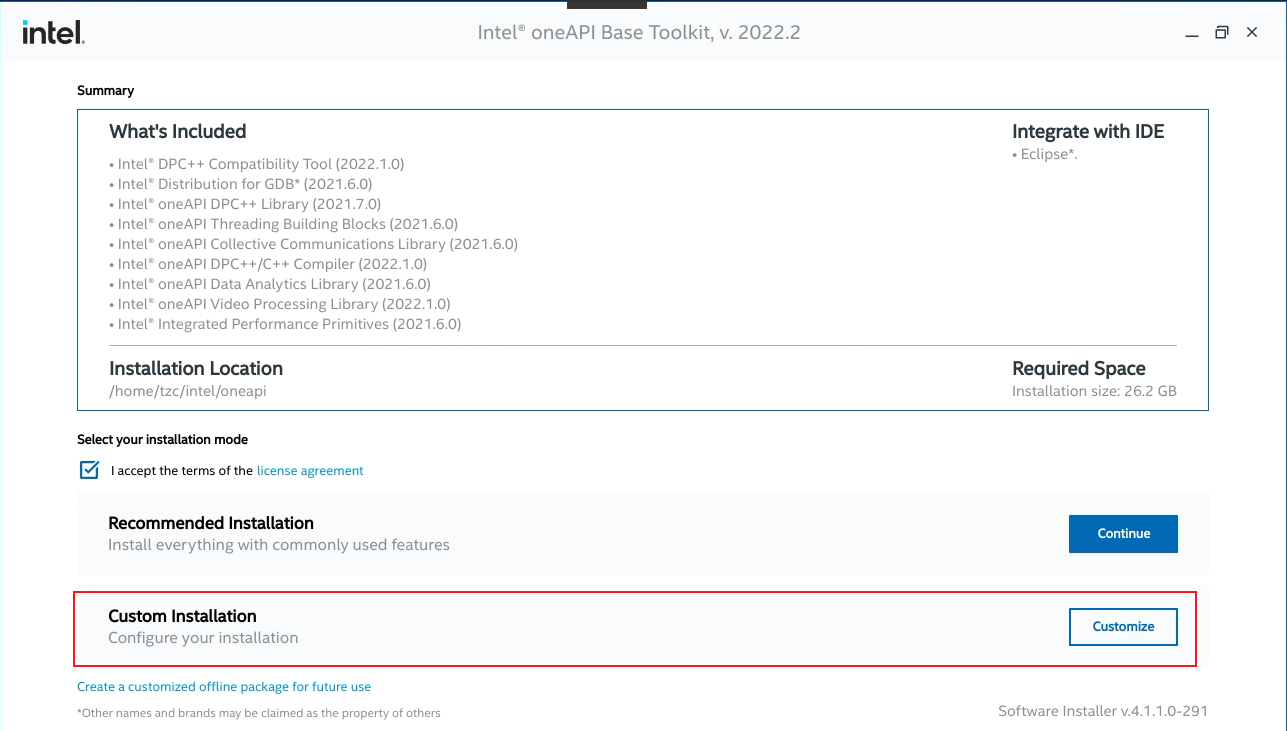 intel.
Intel® oneAPI Base Toolkit, v. 2022.2
Summary
What's Included
• Intel® DPC++ Compatibility Tool (2022.1.0)
• Intel® Distribution for GDB* (2021.6.0)
• Intel® oneAPI DPC++ Library (2021.7.0)
• Intel® oneAPI Threading Building Blocks (2021.6.0)
• Intel® oneAPI Collective Communications Library (2021.6.0)
• Intel® oneAPI DPC++/C++ Compiler (2022.1.0)
• Intel® oneAPI Data Analytics Library (2021.6.0)
• Intel® oneAPI Video Processing Library (2022.1.0)
• Intel® Integrated Performance Primitives (2021.6.0)
Integrate with IDE
• Eclipse*.
Installation Location
/home/tzc/intel/oneapi
Required Space
Installation size: 26.2 GB
Select your installation mode
I accept the terms of the license agreement
Recommended Installation
Install everything with commonly used features
Continue
Custom Installation
Configure your installation
Customize
Create a customized offline package for future use
*Other names and brands may be claimed as the property of others
Software Installer v.4.1.1.0-291